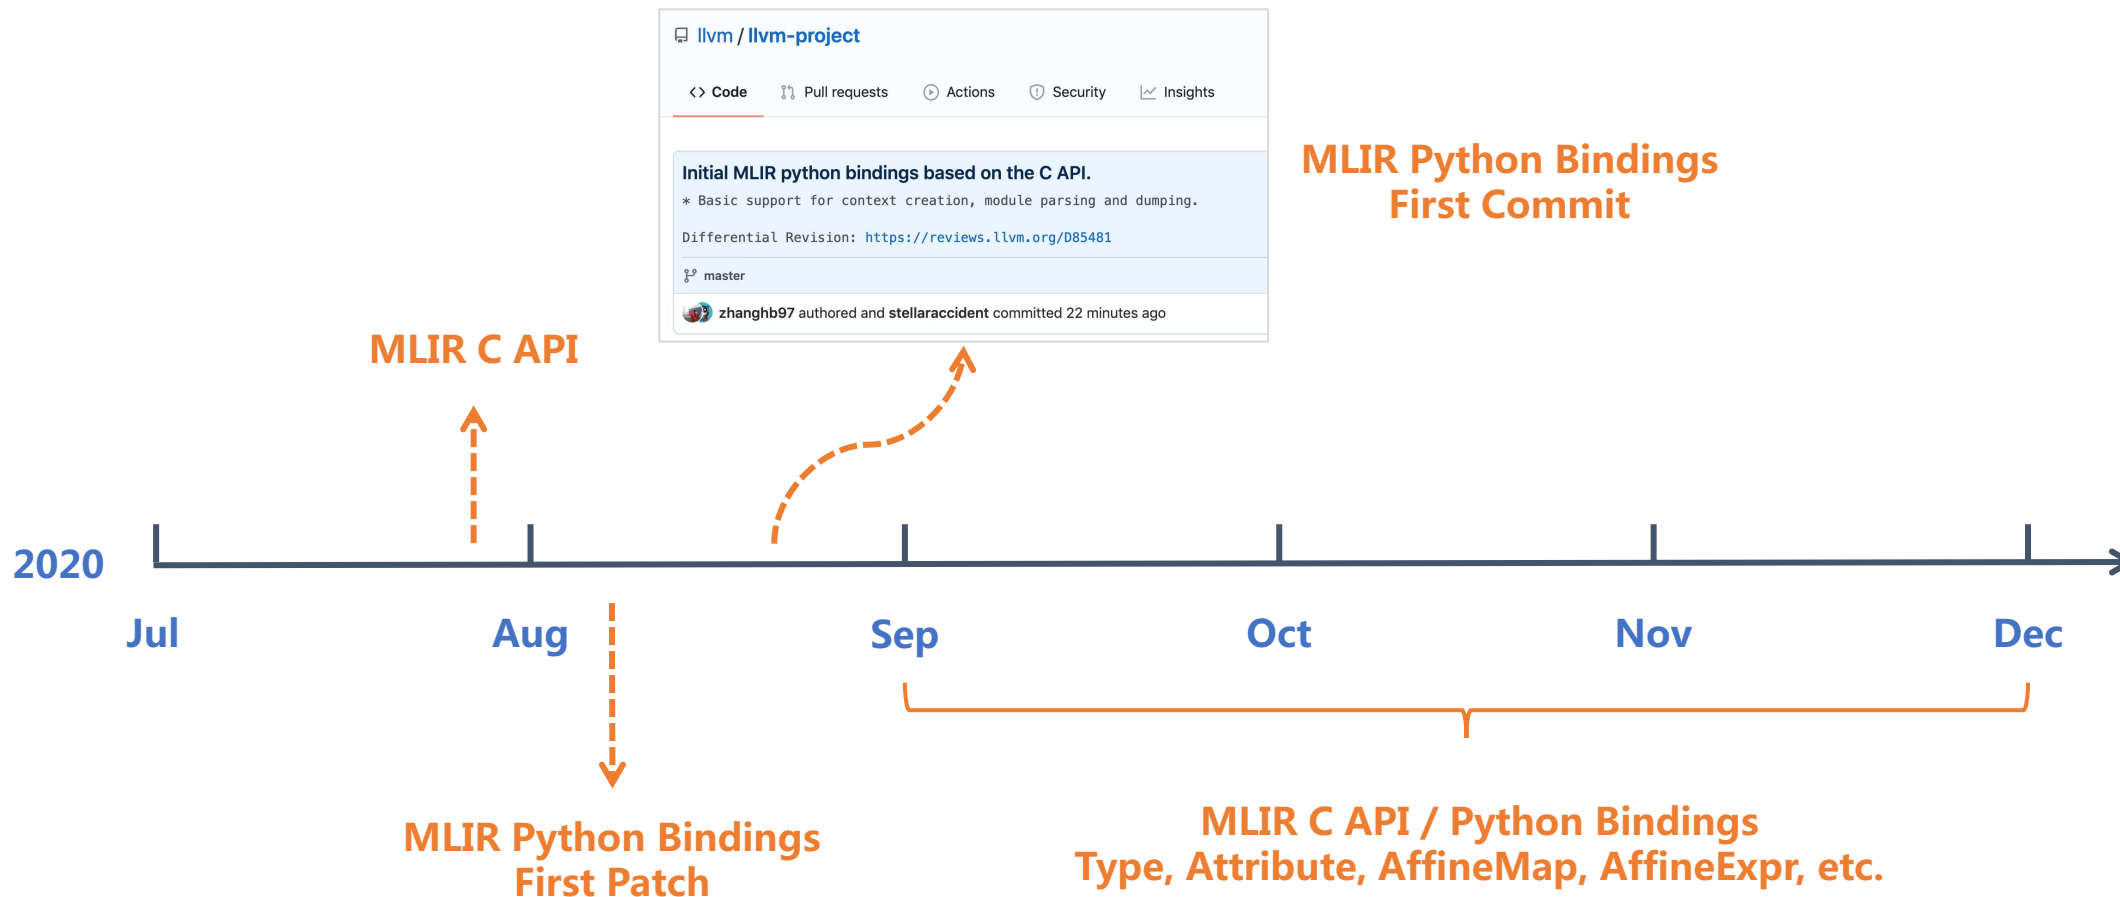 llvm / llvm-project
Code Pull requests Actions Security Insights
Initial MLIR python bindings based on the C API.
* Basic support for context creation, module parsing and dumping.
Differential Revision: https://reviews.llvm.org/D85481
master
zhanghb97 authored and stellaraccident committed 22 minutes ago
MLIR Python Bindings
First Commit
MLIR C API
2020
Jul Aug Sep Oct Nov Dec
MLIR Python Bindings
First Patch
MLIR C API / Python Bindings
Type, Attribute, AffineMap, AffineExpr, etc.